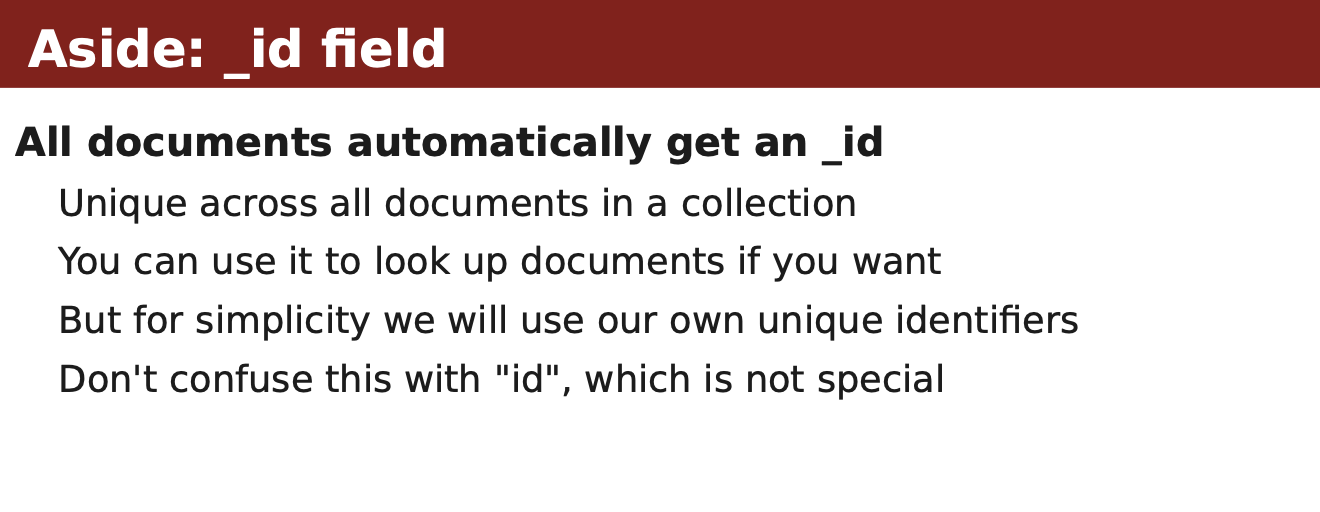 Aside: _id field
All documents automatically get an _id
Unique across all documents in a collection
You can use it to look up documents if you want
But for simplicity we will use our own unique identifiers
Don't confuse this with "id", which is not special